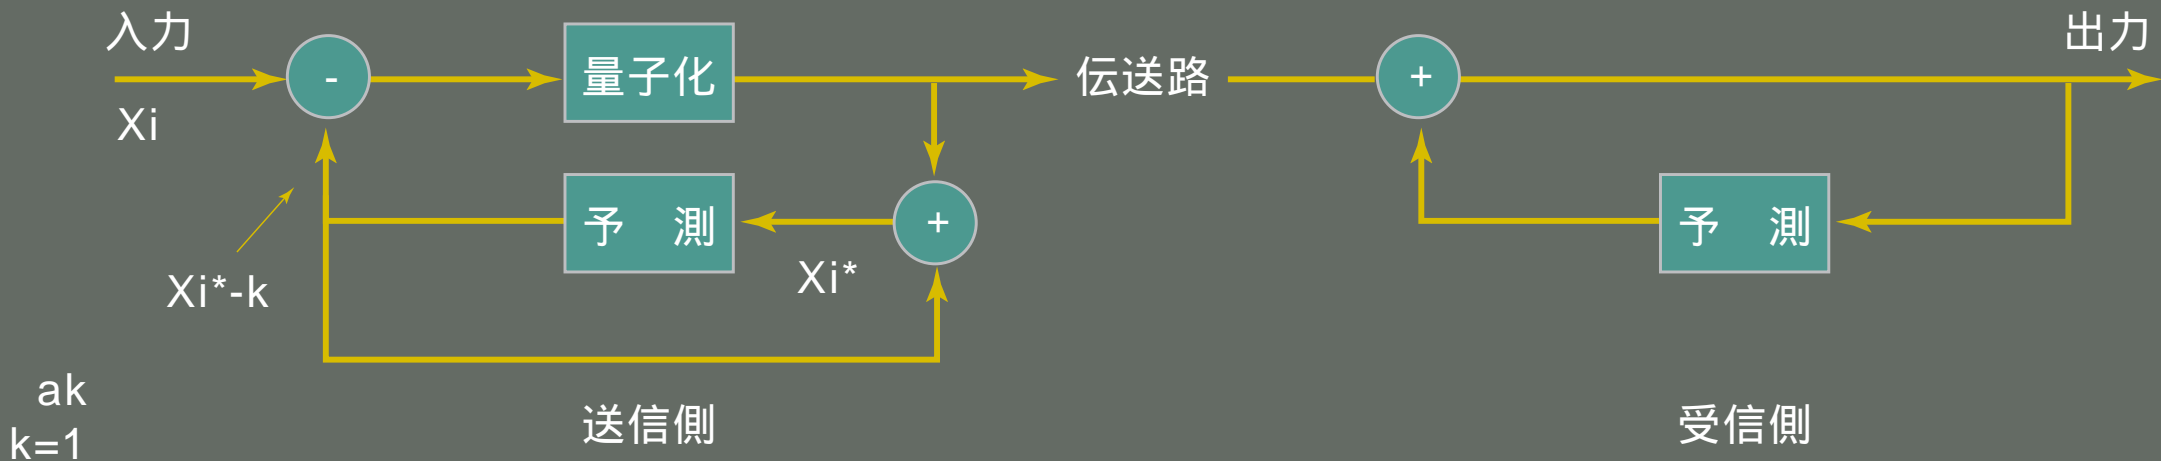 入力
出力
-
量子化
伝送路
+
Xi
予 測
+
予 測
Xi*
Xi*-k
ak
k=1
送信側
受信側